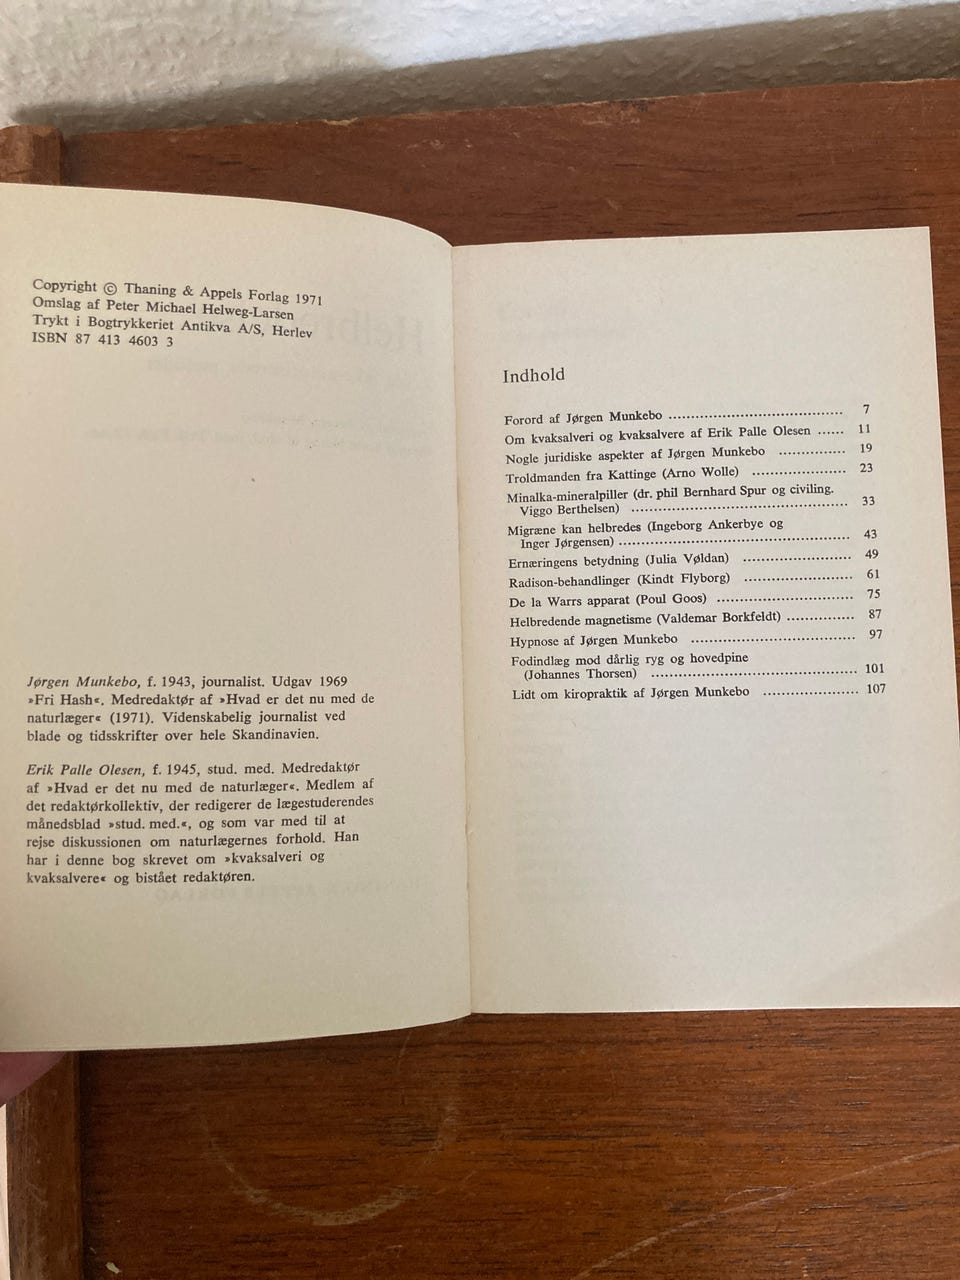 Copyright © Thaning & Appels Forlag 1971
Omslag af Peter Michael Helweg-Larsen
Trykt i Bogtrykkeriet Antikva A/S, Herlev
ISBN 87 413 4603 3
Jørgen Munkebo, f. 1943, journalist. Udgav 1969
»Fri Hash«. Medredaktør af »Hvad er det nu med de
naturlæger« (1971). Videnskabelig journalist ved
blade og tidsskrifter over hele Skandinavien.
Erik Palle Olesen, f. 1945, stud. med. Medredaktør
af »Hvad er det nu med de naturlæger«. Medlem af
det redaktørkollektiv, der redigerer de lægestuderendes
månedsblad »stud. med.«, og som var med til at
rejse diskussionen om naturlægernes forhold. Han
har i denne bog skrevet om »kvaksalveri og
kvaksalvere« og bistået redaktøren.
Indhold
Forord af Jørgen Munkebo ........................................ 7
Om kvaksalveri og kvaksalvere af Erik Palle Olesen ...... 11
Nogle juridiske aspekter af Jørgen Munkebo ............... 19
Troldmanden fra Kattinge (Arno Wolle) ..................... 23
Minalka-mineralpiller (dr. phil Bernhard Spur og civiling.
Viggo Berthelsen) .................................................. 33
Migræne kan helbredes (Ingeborg Ankerbye og
Inger Jørgensen) ..................................................... 43
Ernæringens betydning (Julia Vøldan) ......................... 49
Radison-behandlinger (Kindt Flyborg) ......................... 61
De la Warrs apparat (Poul Goos) ............................... 75
Helbredende magnetisme (Valdemar Borkfeldt) ............... 87
Hypnose af Jørgen Munkebo ...................................... 97
Fodindlæg mod dårlig ryg og hovedpine
(Johannes Thorsen) ................................................ 101
Lidt om kiropraktik af Jørgen Munkebo ...................... 107